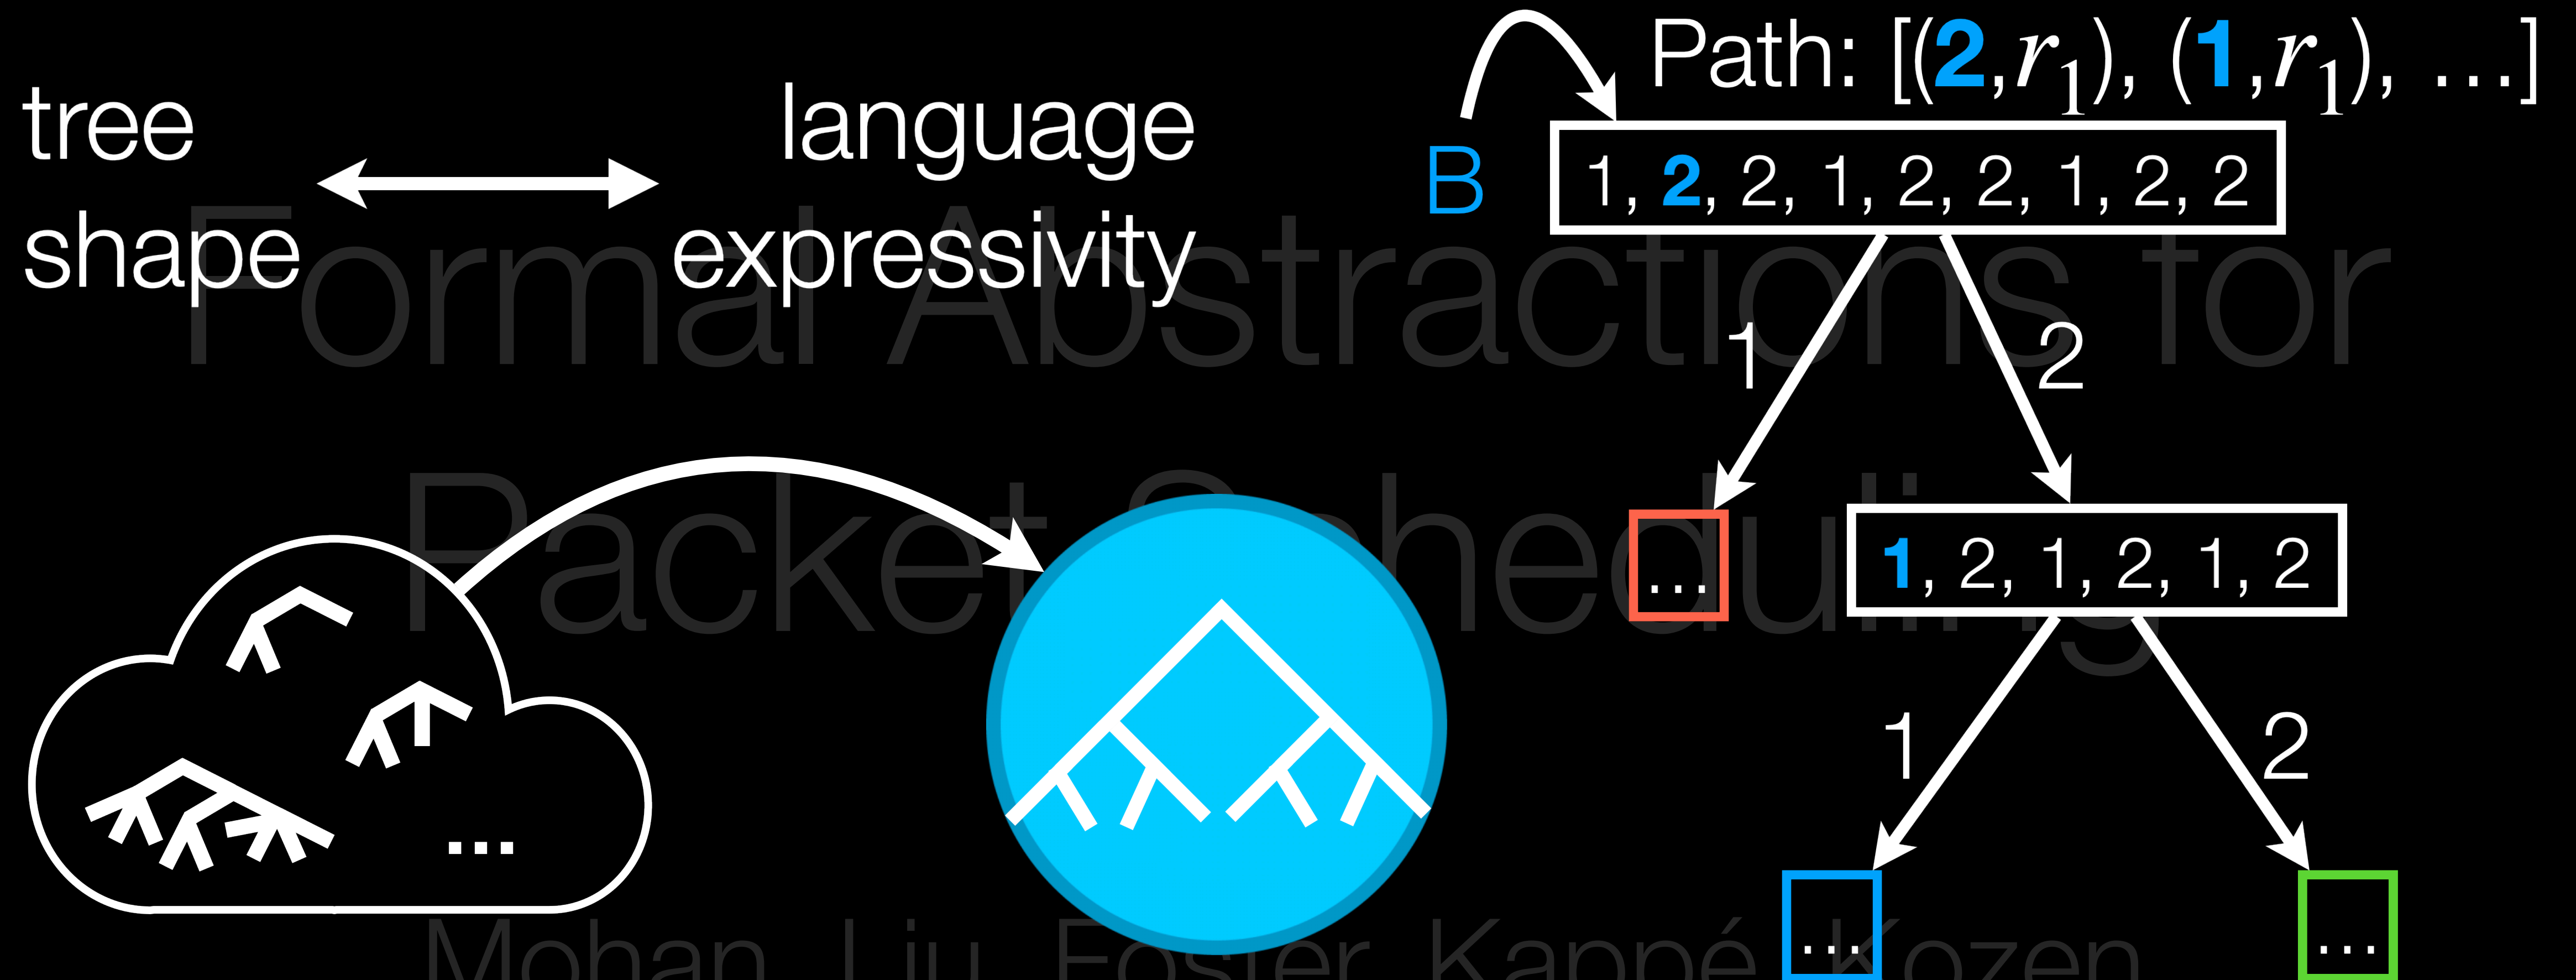 tree
shape
language
expressivity
Path: [(2,r₁), (1,r₁), …]
B
1, 2, 2, 1, 2, 2, 1, 2, 2
Formal Abstractions for
1
2
Packet Scheduling
...
1, 2, 1, 2, 1, 2
1
2
...
...
...
Mohan, Liu, Foster, Kappé, Kozen